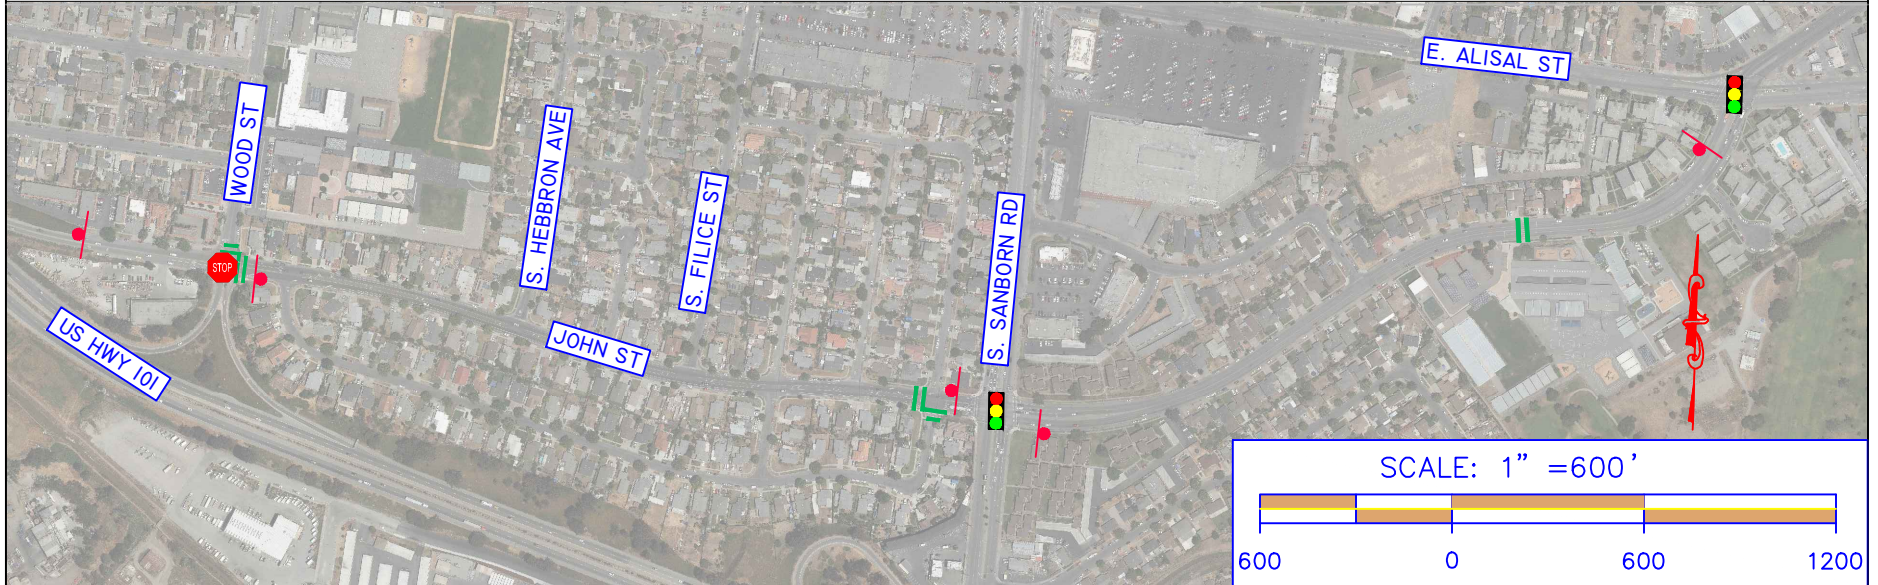 E. ALISAL ST
WOOD ST
S. HEBBRON AVE
S. FILICE ST
S. SANBORN RD
STOP
US HWY 101
JOHN ST
SCALE: 1” =600’
600 0 600 1200